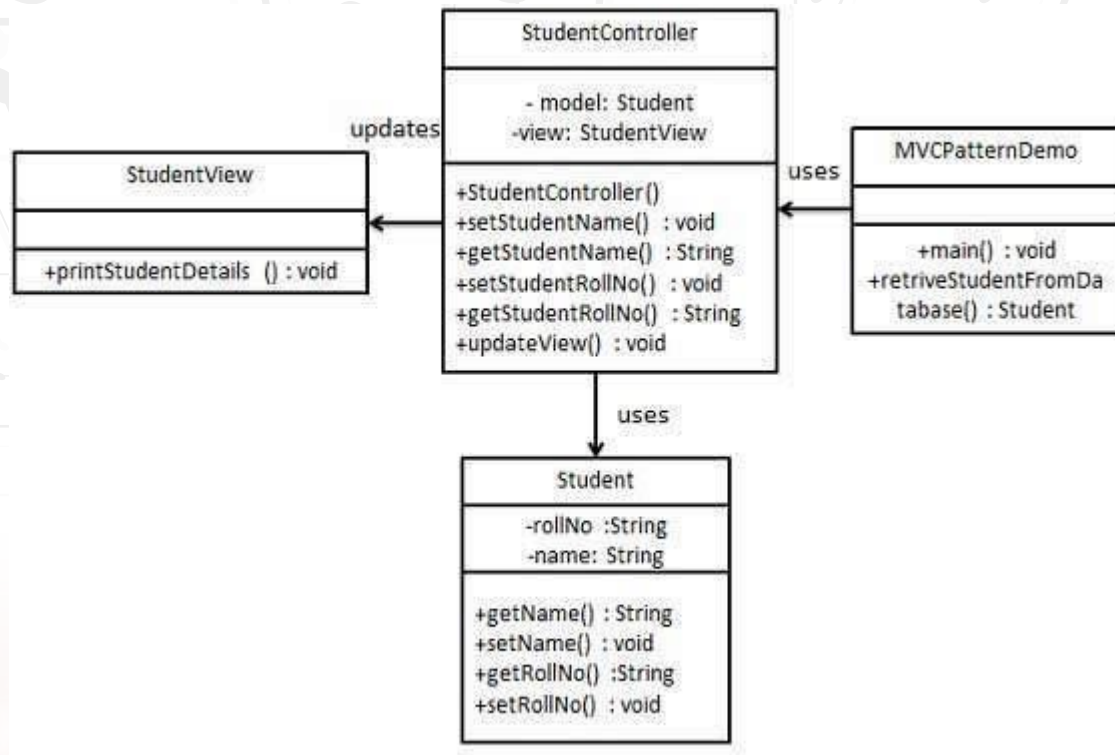 StudentController
- model: Student
-view: StudentView
+StudentController()
+setStudentName() : void
+getStudentName() : String
+setStudentRollNo() : void
+getStudentRollNo() : String
+updateView() : void
updates
StudentView
+printStudentDetails () : void
uses
MVCPatternDemo
+main() : void
+retriveStudentFromDa
tabase() : Student
uses
Student
-rollNo :String
-name: String
+getName() : String
+setName() : void
+getRollNo() :String
+setRollNo() : void